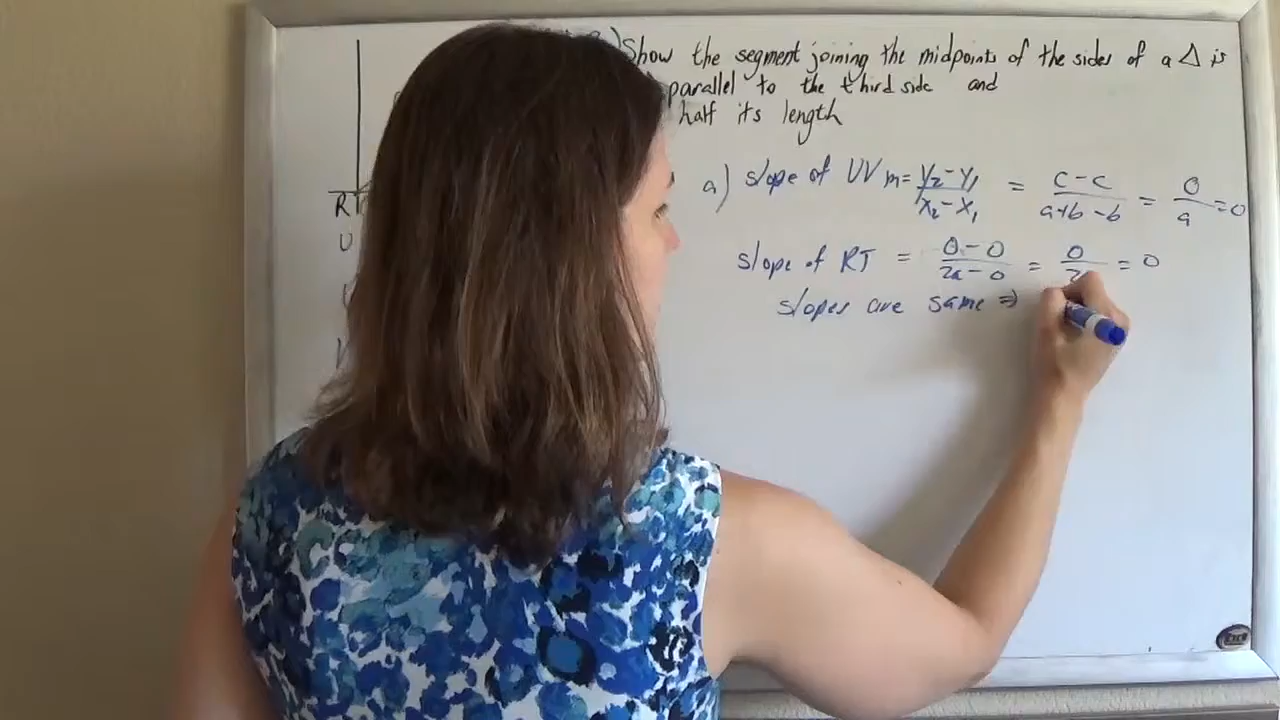 Show the segment joining the midpoints of the sides of a Δ is
parallel to the third side and
half its length
a) slope of UV m= y₂-y₁ / x₂-x₁ = c-c / a+b-b = 0/a = 0
slope of RT = 0-0 / 2a-0 = 0/2a = 0
slopes are same ⇒
R
U